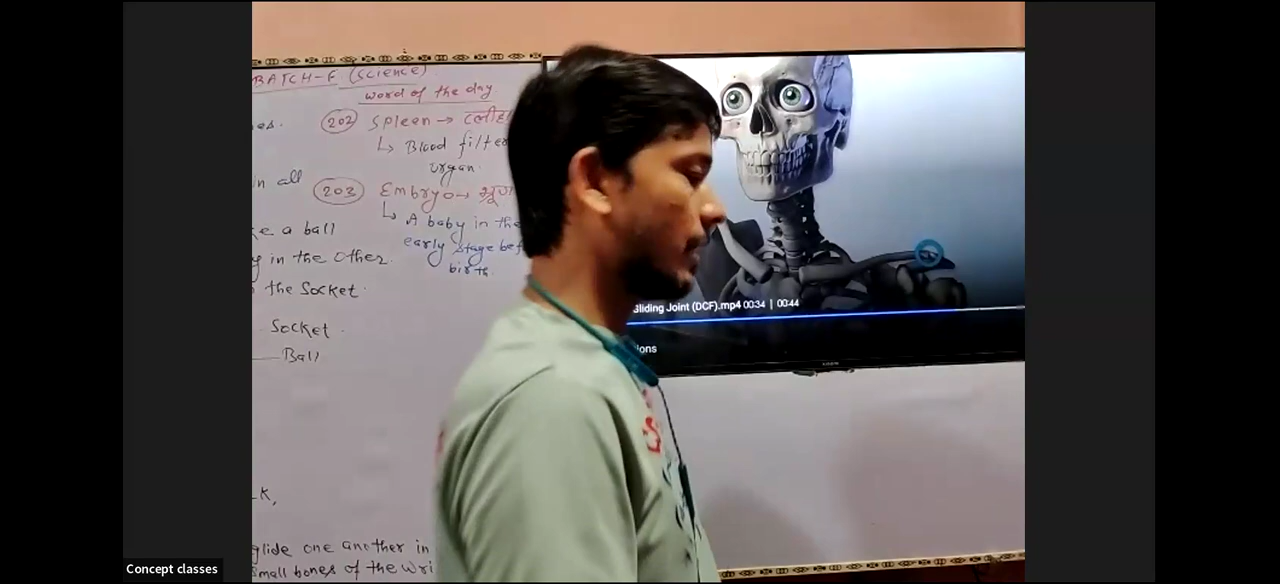 BATCH-E (Science)
word of the day
es.
202 Spleen → प्लीहा
↳ Blood filter
organ.
in all
203 Embryo → भ्रूण
↳ A baby in the
early stage bef
birth.
ke a ball
y in the other.
the Socket.
Socket.
Ball
K,
glide one another in
small bones of the wri
Gliding Joint (DCF).mp4 00:34 | 00:44
ions
Concept classes